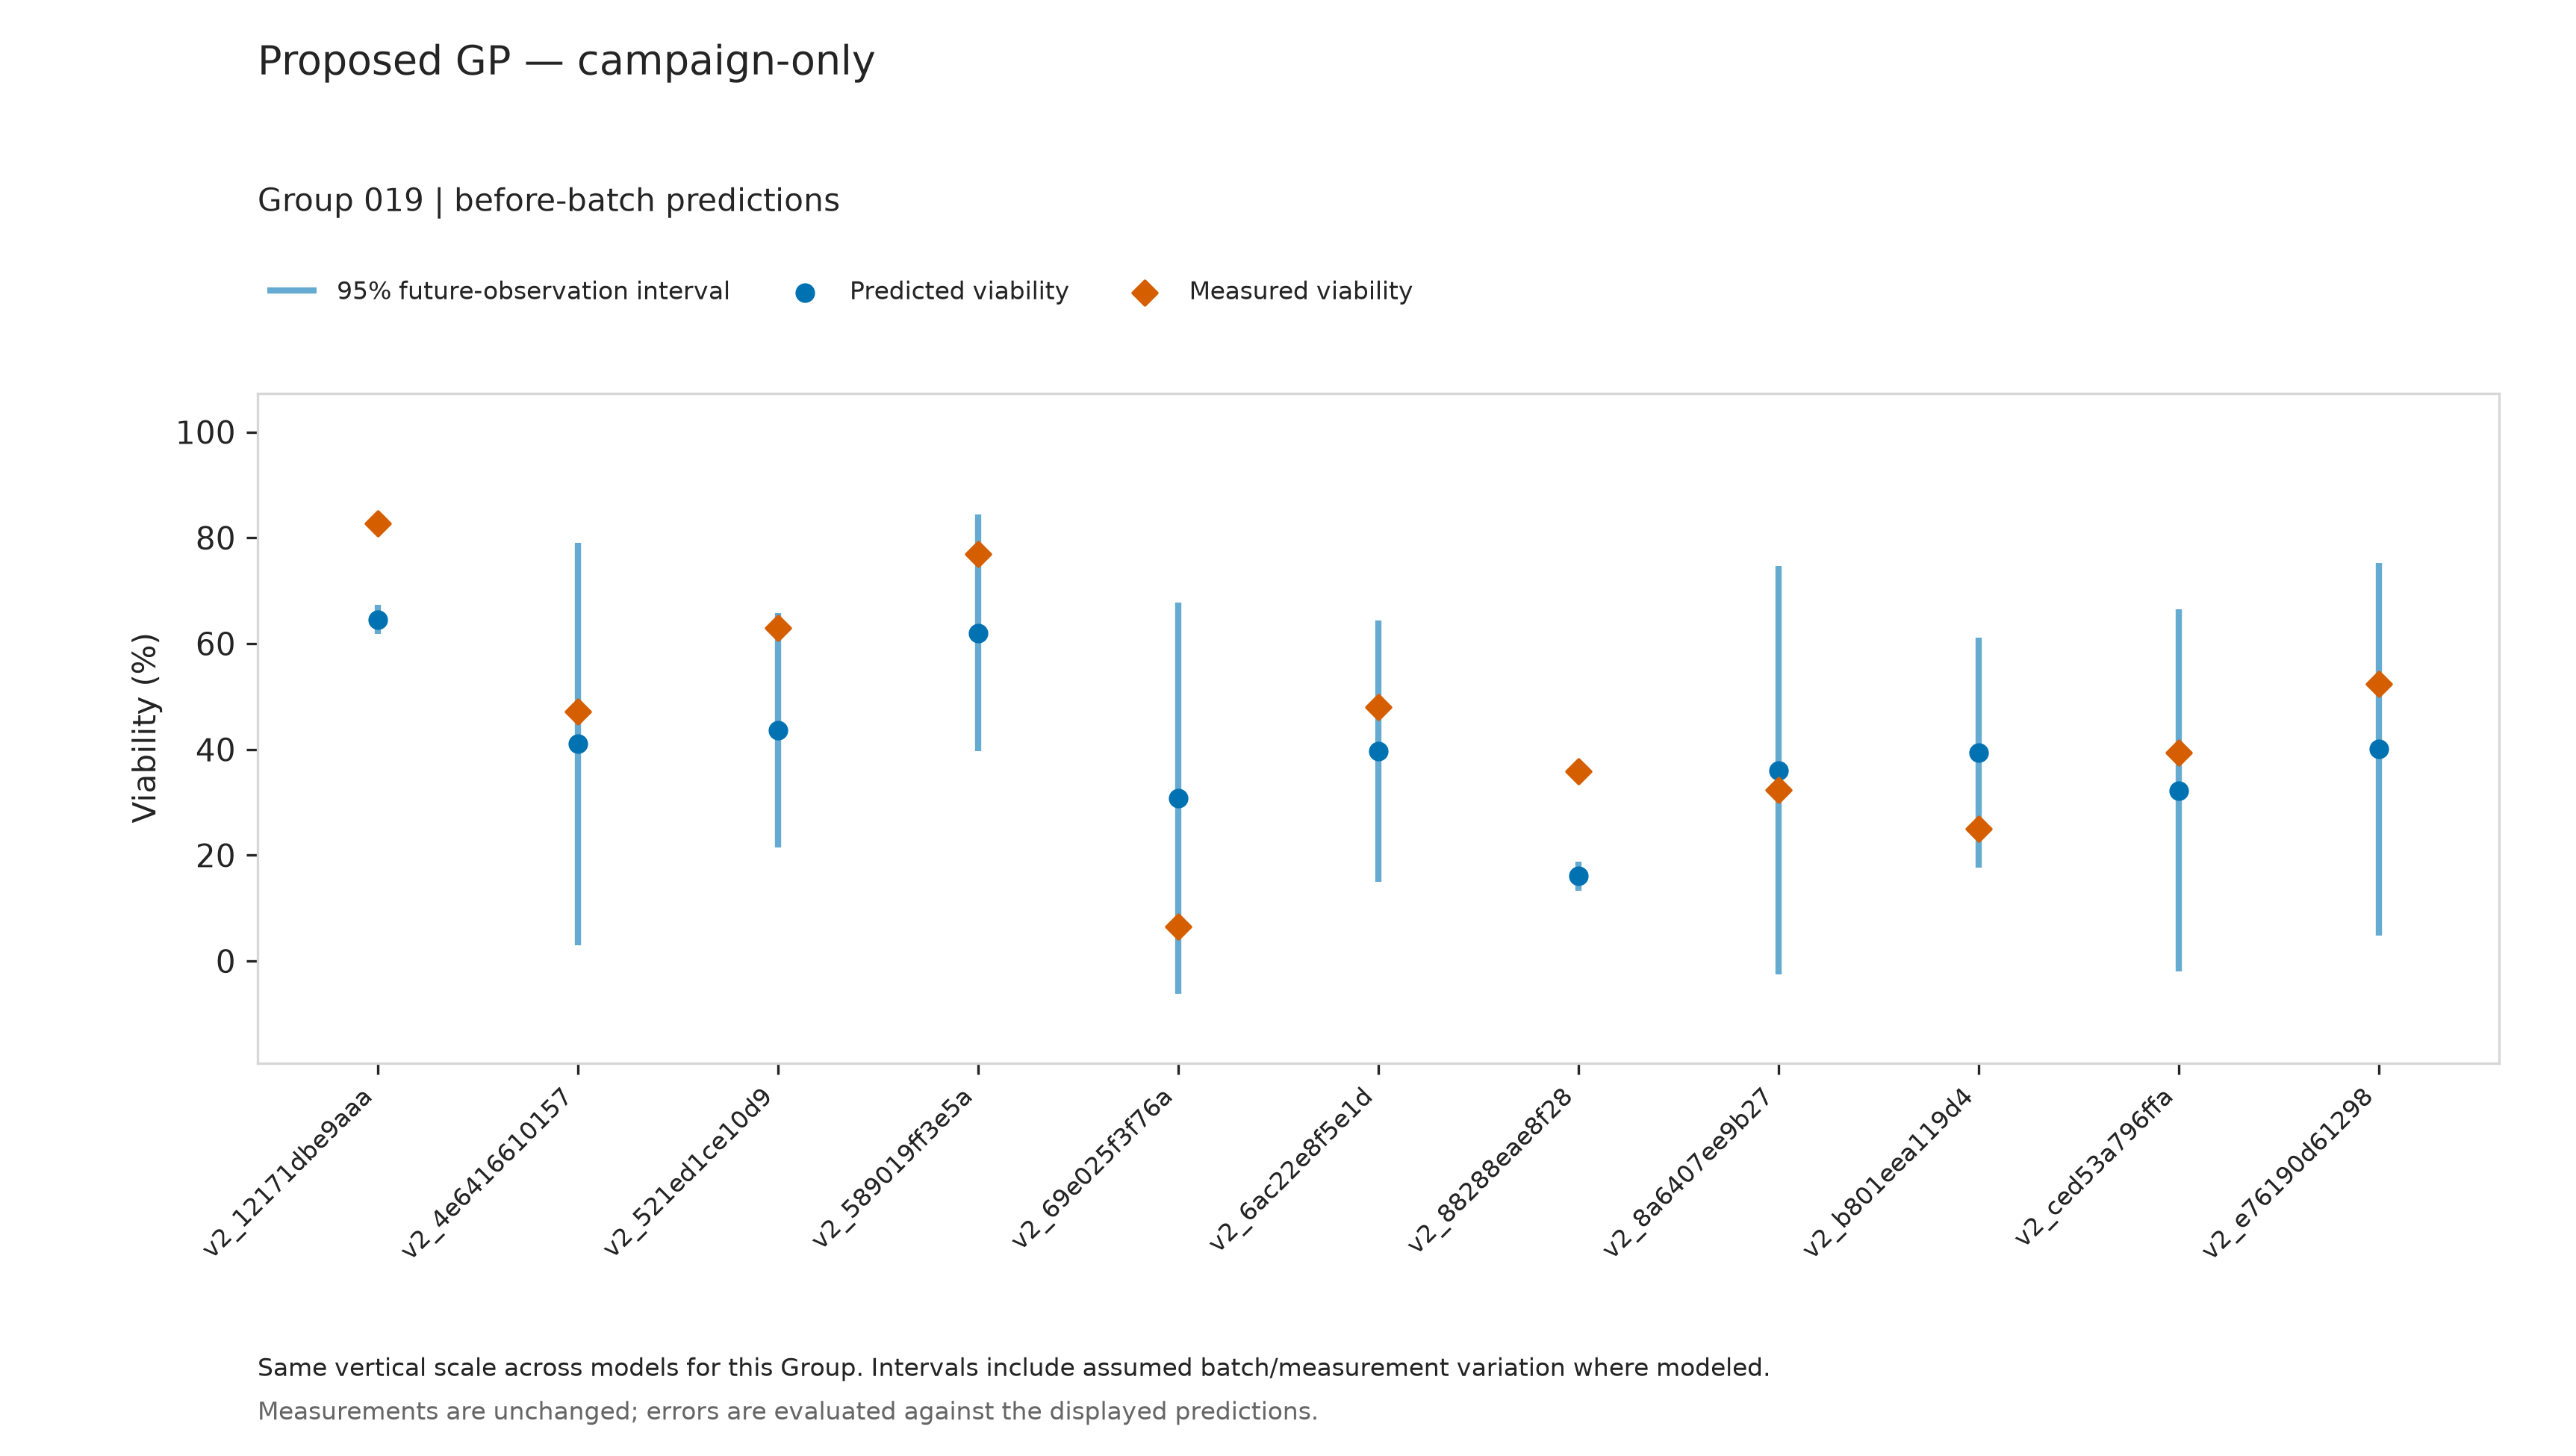 Proposed GP — campaign-only
Group 019 | before-batch predictions
95% future-observation interval
Predicted viability
Measured viability
Viability (%)
100
80
60
40
20
0
v2_12171dbe9aaa
v2_4e6416610157
v2_521ed1ce10d9
v2_589019ff3e5a
v2_69e025f3f76a
v2_6ac22e8f5e1d
v2_88288eae8f28
v2_8a6407ee9b27
v2_b801eea119d4
v2_ced53a796ffa
v2_e76190d61298
Same vertical scale across models for this Group. Intervals include assumed batch/measurement variation where modeled.
Measurements are unchanged; errors are evaluated against the displayed predictions.